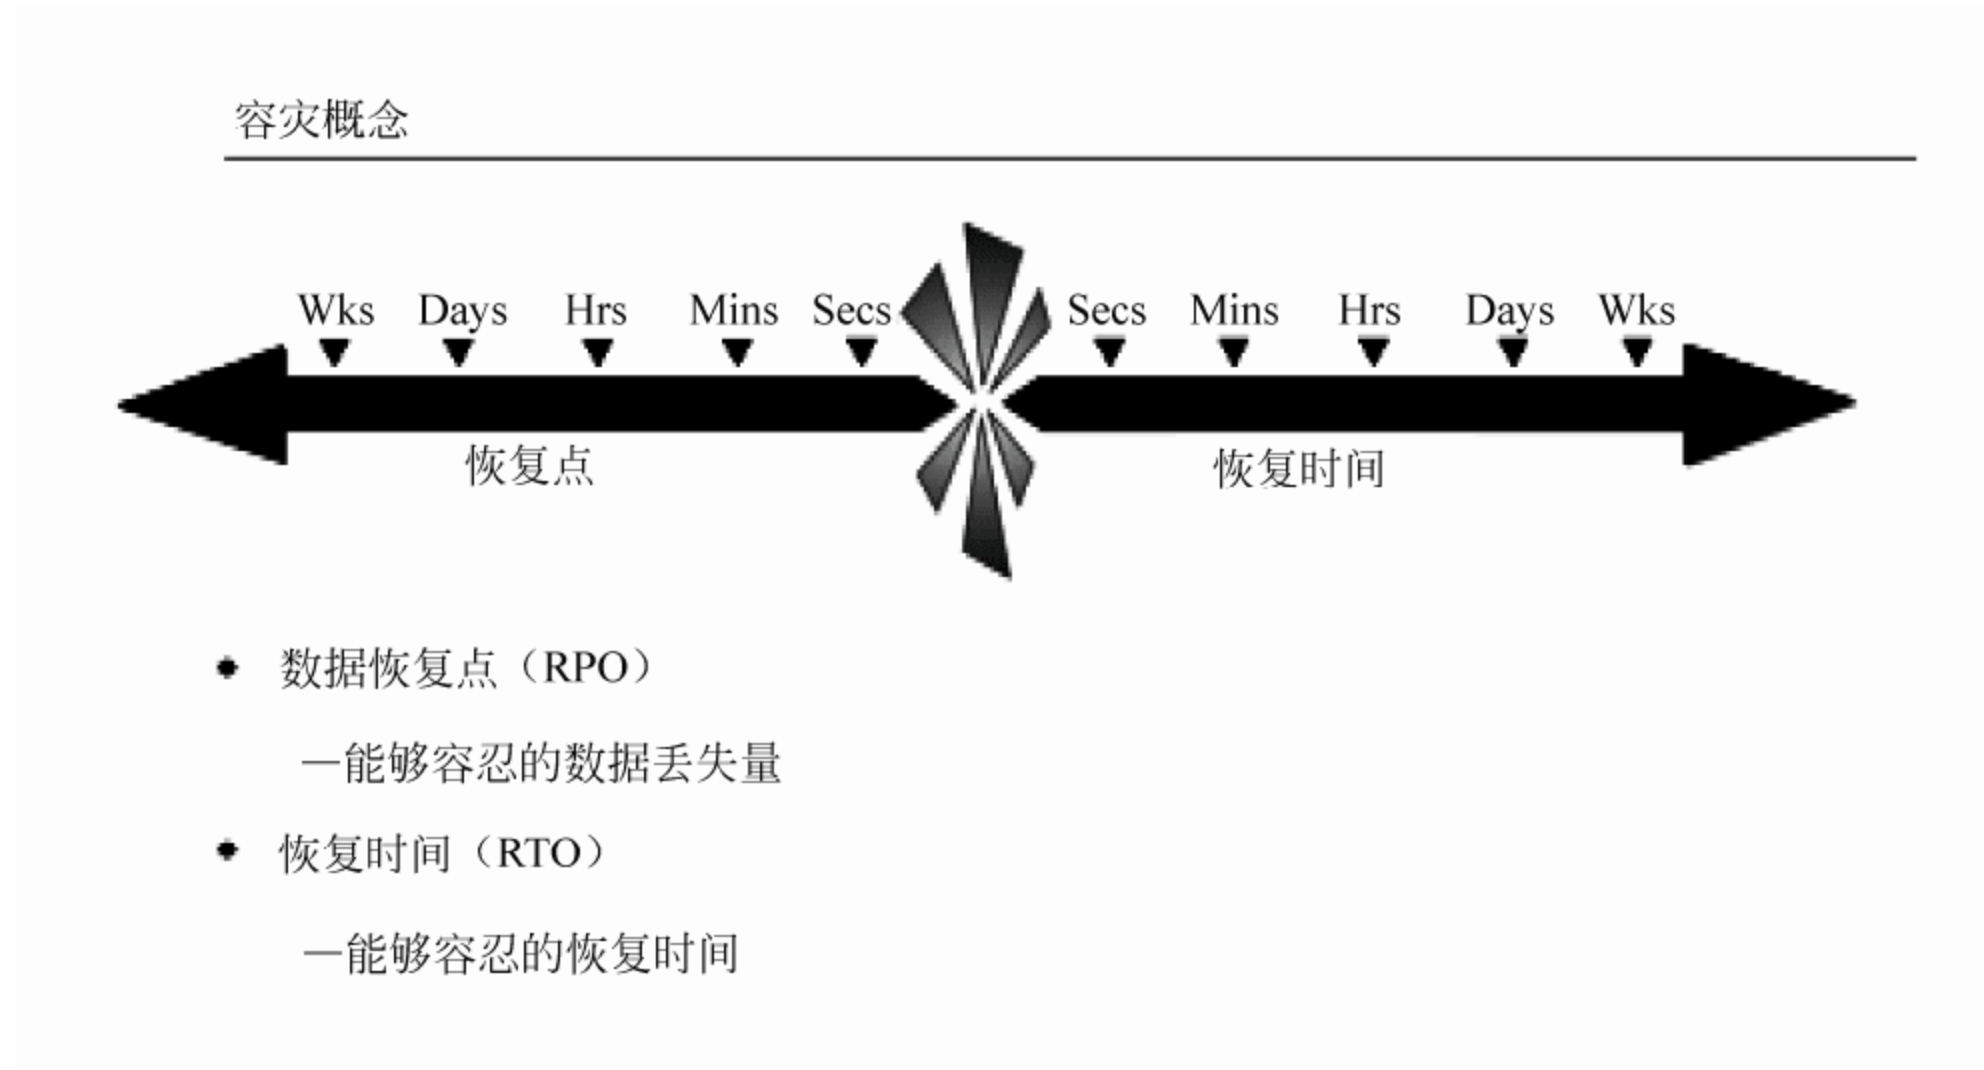 容灾概念
Wks Days Hrs Mins Secs Secs Mins Hrs Days Wks
恢复点 恢复时间
数据恢复点（RPO）
—能够容忍的数据丢失量
恢复时间（RTO）
—能够容忍的恢复时间